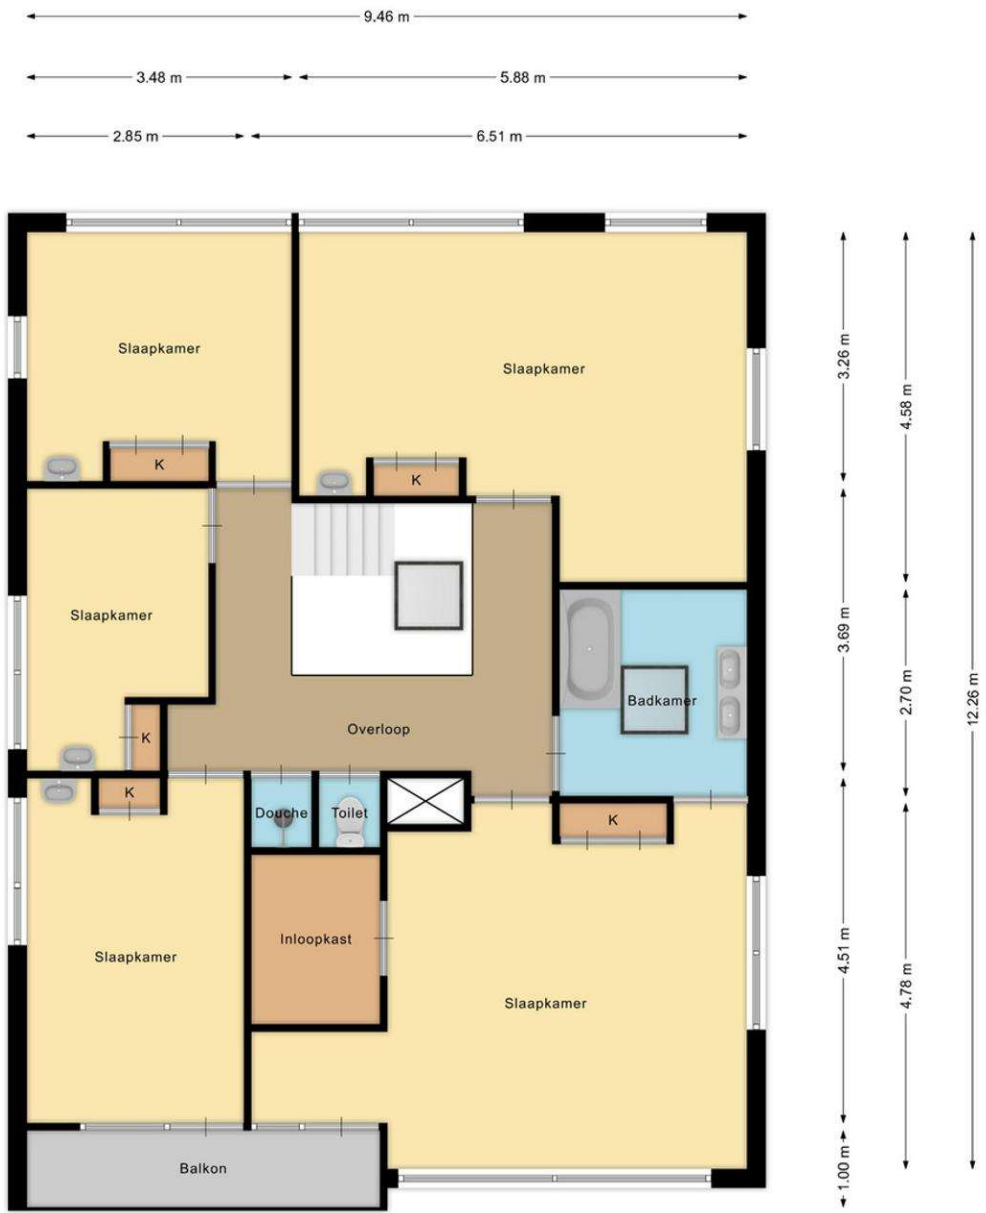 9.46 m
3.48 m
5.88 m
2.85 m
6.51 m
Slaapkamer
Slaapkamer
3.26 m
4.58 m
K
K
Slaapkamer
3.69 m
Badkamer
2.70 m
12.26 m
Overloop
K
K
Douche
Toilet
K
Inloopkast
4.51 m
Slaapkamer
4.78 m
Slaapkamer
Balkon
1.00 m